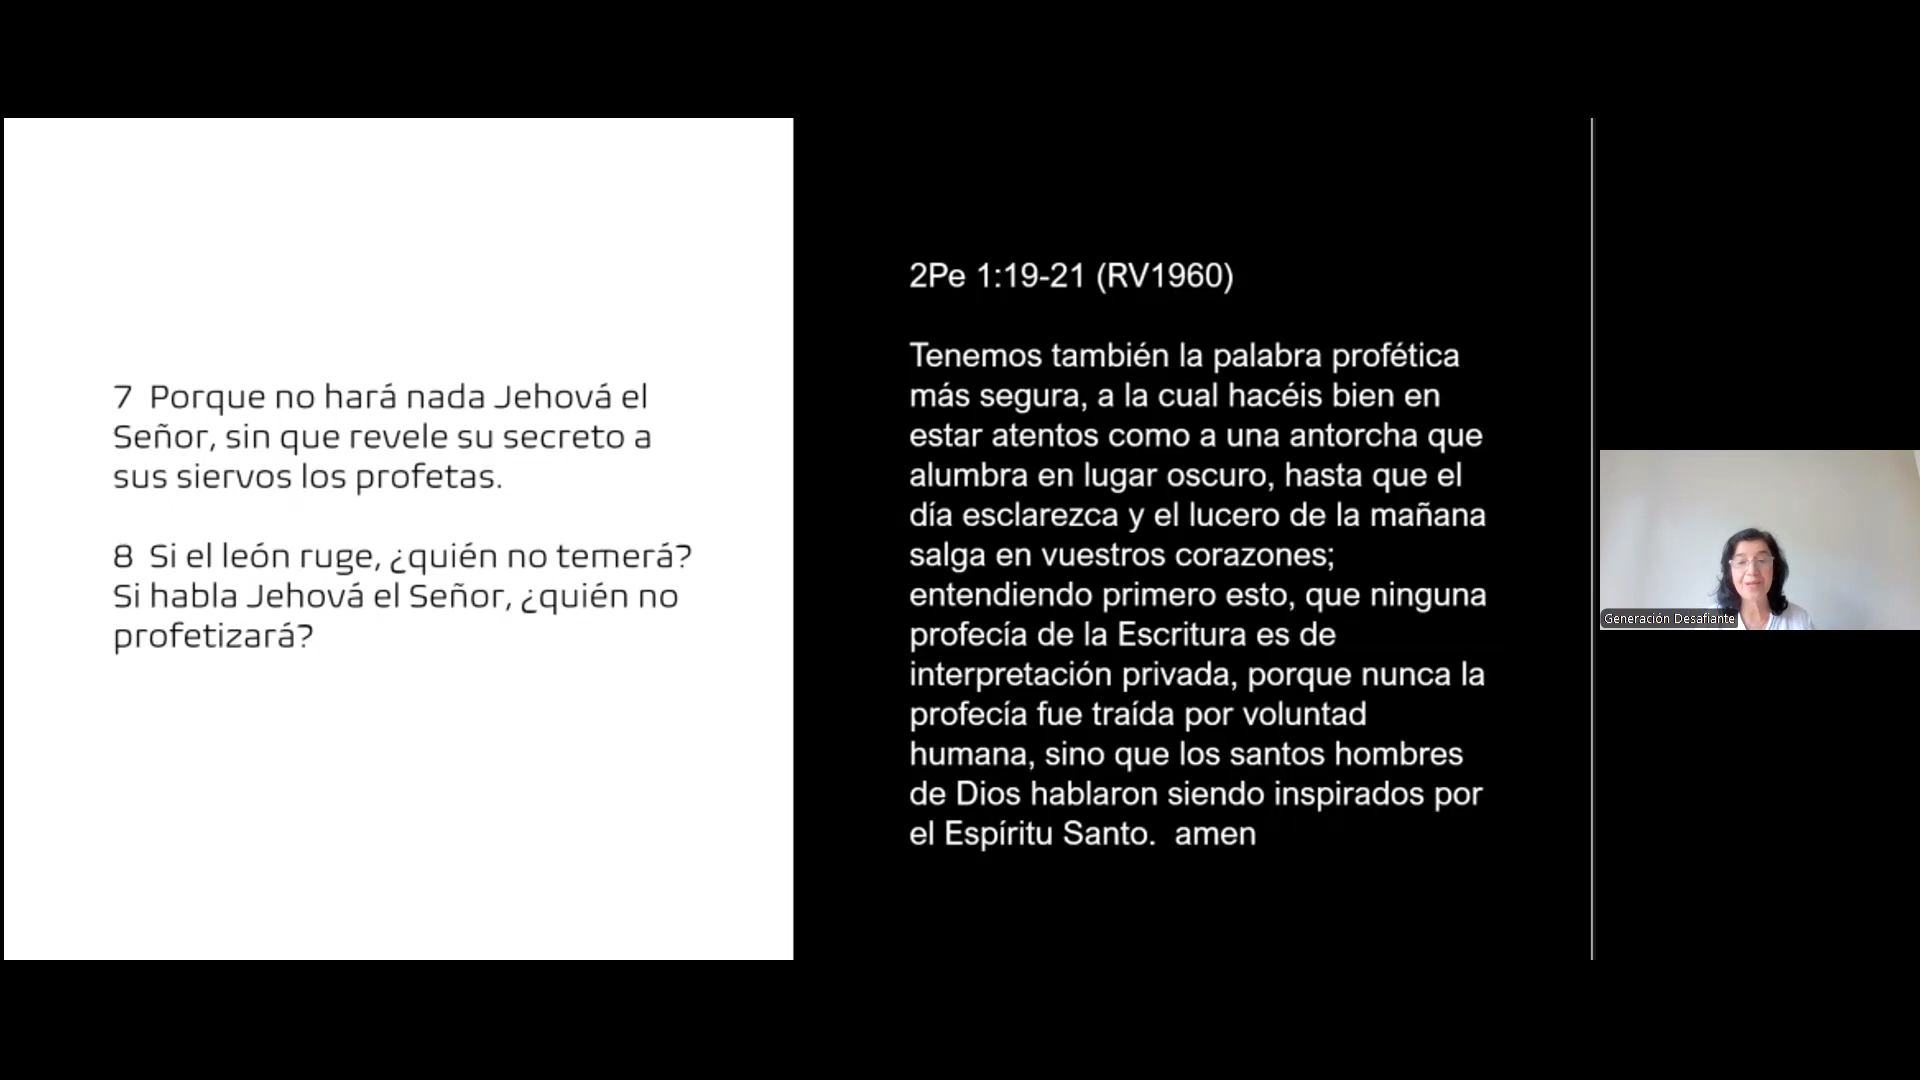 7  Porque no hará nada Jehová el
Señor, sin que revele su secreto a
sus siervos los profetas.
8  Si el león ruge, ¿quién no temerá?
Si habla Jehová el Señor, ¿quién no
profetizará?
2Pe 1:19-21 (RV1960)
Tenemos también la palabra profética
más segura, a la cual hacéis bien en
estar atentos como a una antorcha que
alumbra en lugar oscuro, hasta que el
día esclarezca y el lucero de la mañana
salga en vuestros corazones;
entendiendo primero esto, que ninguna
profecía de la Escritura es de
interpretación privada, porque nunca la
profecía fue traída por voluntad
humana, sino que los santos hombres
de Dios hablaron siendo inspirados por
el Espíritu Santo.  amen
Generación Desafiante